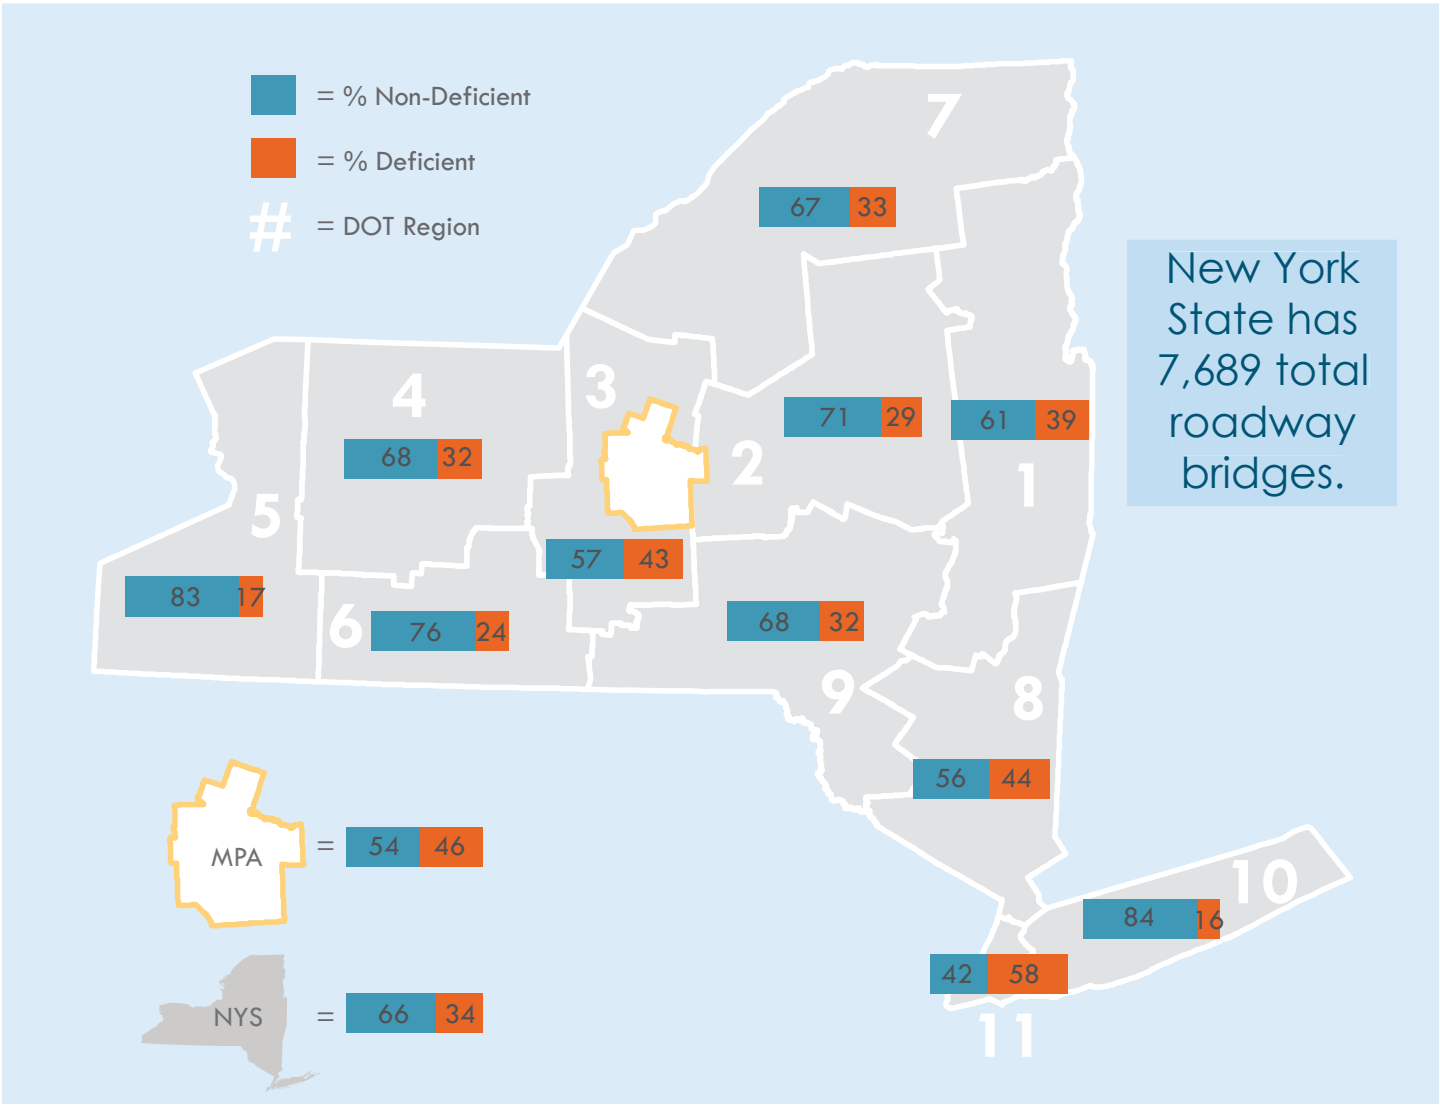 = % Non-Deficient
= % Deficient
# = DOT Region
7
67 33
New York
State has
7,689 total
roadway
bridges.
3
4
68 32
71 29
61 39
2
1
5
57 43
83 17
6
76 24
68 32
9
8
56 44
MPA = 54 46
10
84 16
42 58
11
NYS = 66 34